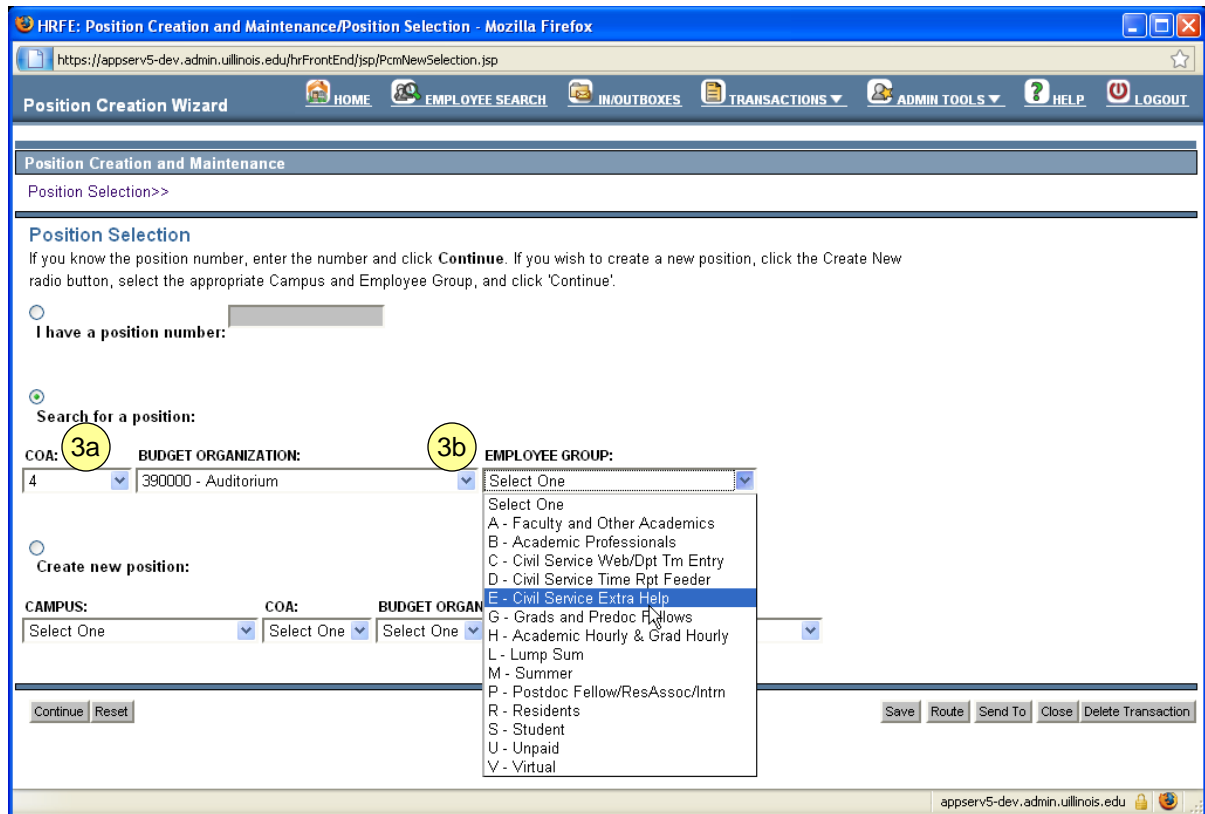 HRFE: Position Creation and Maintenance/Position Selection - Mozilla Firefox
https://appserv5-dev.admin.uillinois.edu/hrFrontEnd/jsp/PcmNewSelection.jsp
Position Creation Wizard HOME EMPLOYEE SEARCH IN/OUTBOXES TRANSACTIONS ADMIN TOOLS HELP LOGOUT
Position Creation and Maintenance
Position Selection>>
Position Selection
If you know the position number, enter the number and click Continue. If you wish to create a new position, click the Create New
radio button, select the appropriate Campus and Employee Group, and click 'Continue'.
I have a position number:
Search for a position:
3a 3b
COA: BUDGET ORGANIZATION: EMPLOYEE GROUP:
4 390000 - Auditorium Select One
Select One
A - Faculty and Other Academics
B - Academic Professionals
C - Civil Service Web/Dpt Tm Entry
D - Civil Service Time Rpt Feeder
E - Civil Service Extra Help
G - Grads and Predoc Fellows
H - Academic Hourly & Grad Hourly
L - Lump Sum
M - Summer
P - Postdoc Fellow/ResAssoc/Intrn
R - Residents
S - Student
U - Unpaid
V - Virtual
Create new position:
CAMPUS: COA: BUDGET ORGAN
Select One Select One Select One
Continue Reset Save Route Send To Close Delete Transaction
appserv5-dev.admin.uillinois.edu